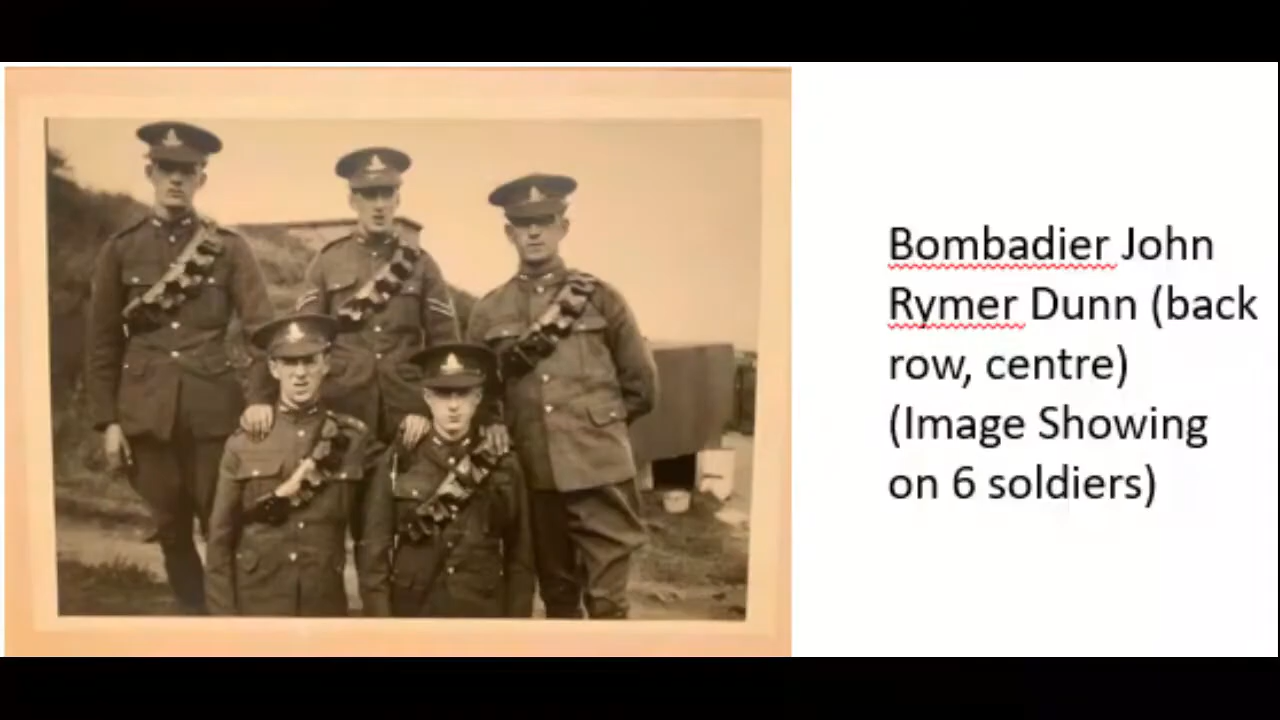 Bombadier John
Rymer Dunn (back
row, centre)
(Image Showing
on 6 soldiers)